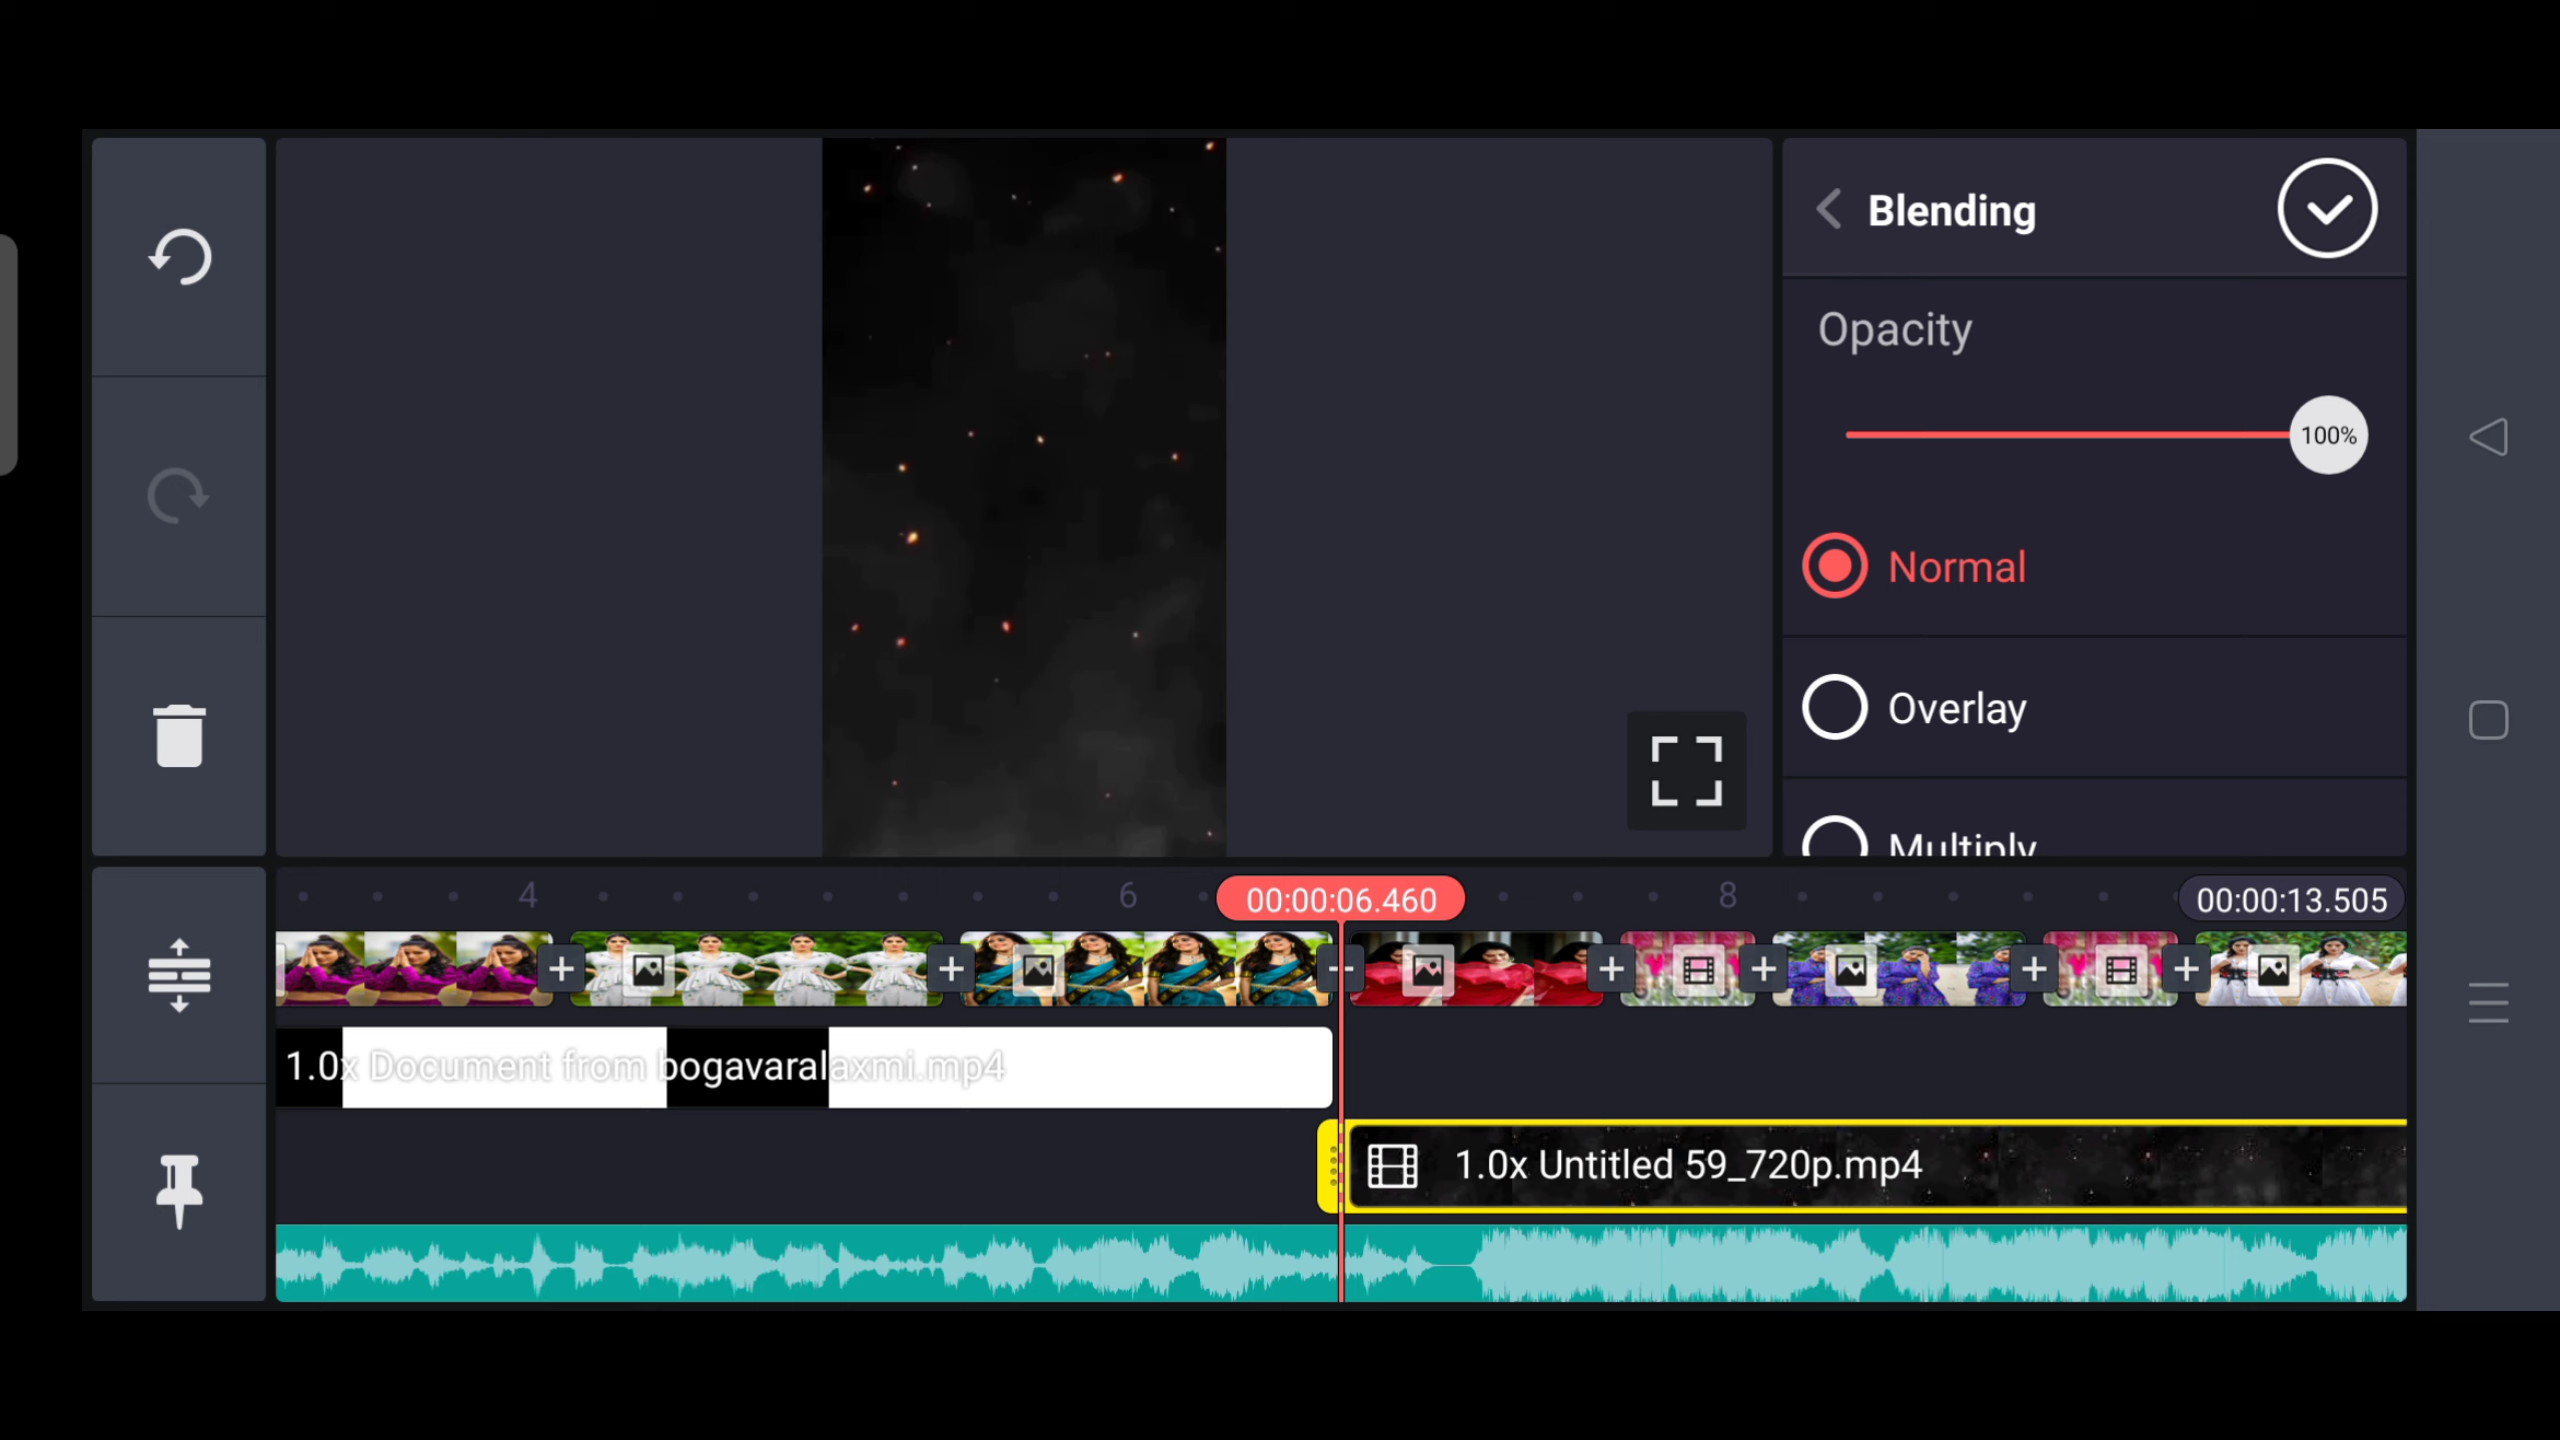 Blending
Opacity
100%
Normal
Overlay
Multiply
4
6
00:00:06.460
8
00:00:13.505
1.0x Document from bogavaralaxmi.mp4
1.0x Untitled 59_720p.mp4